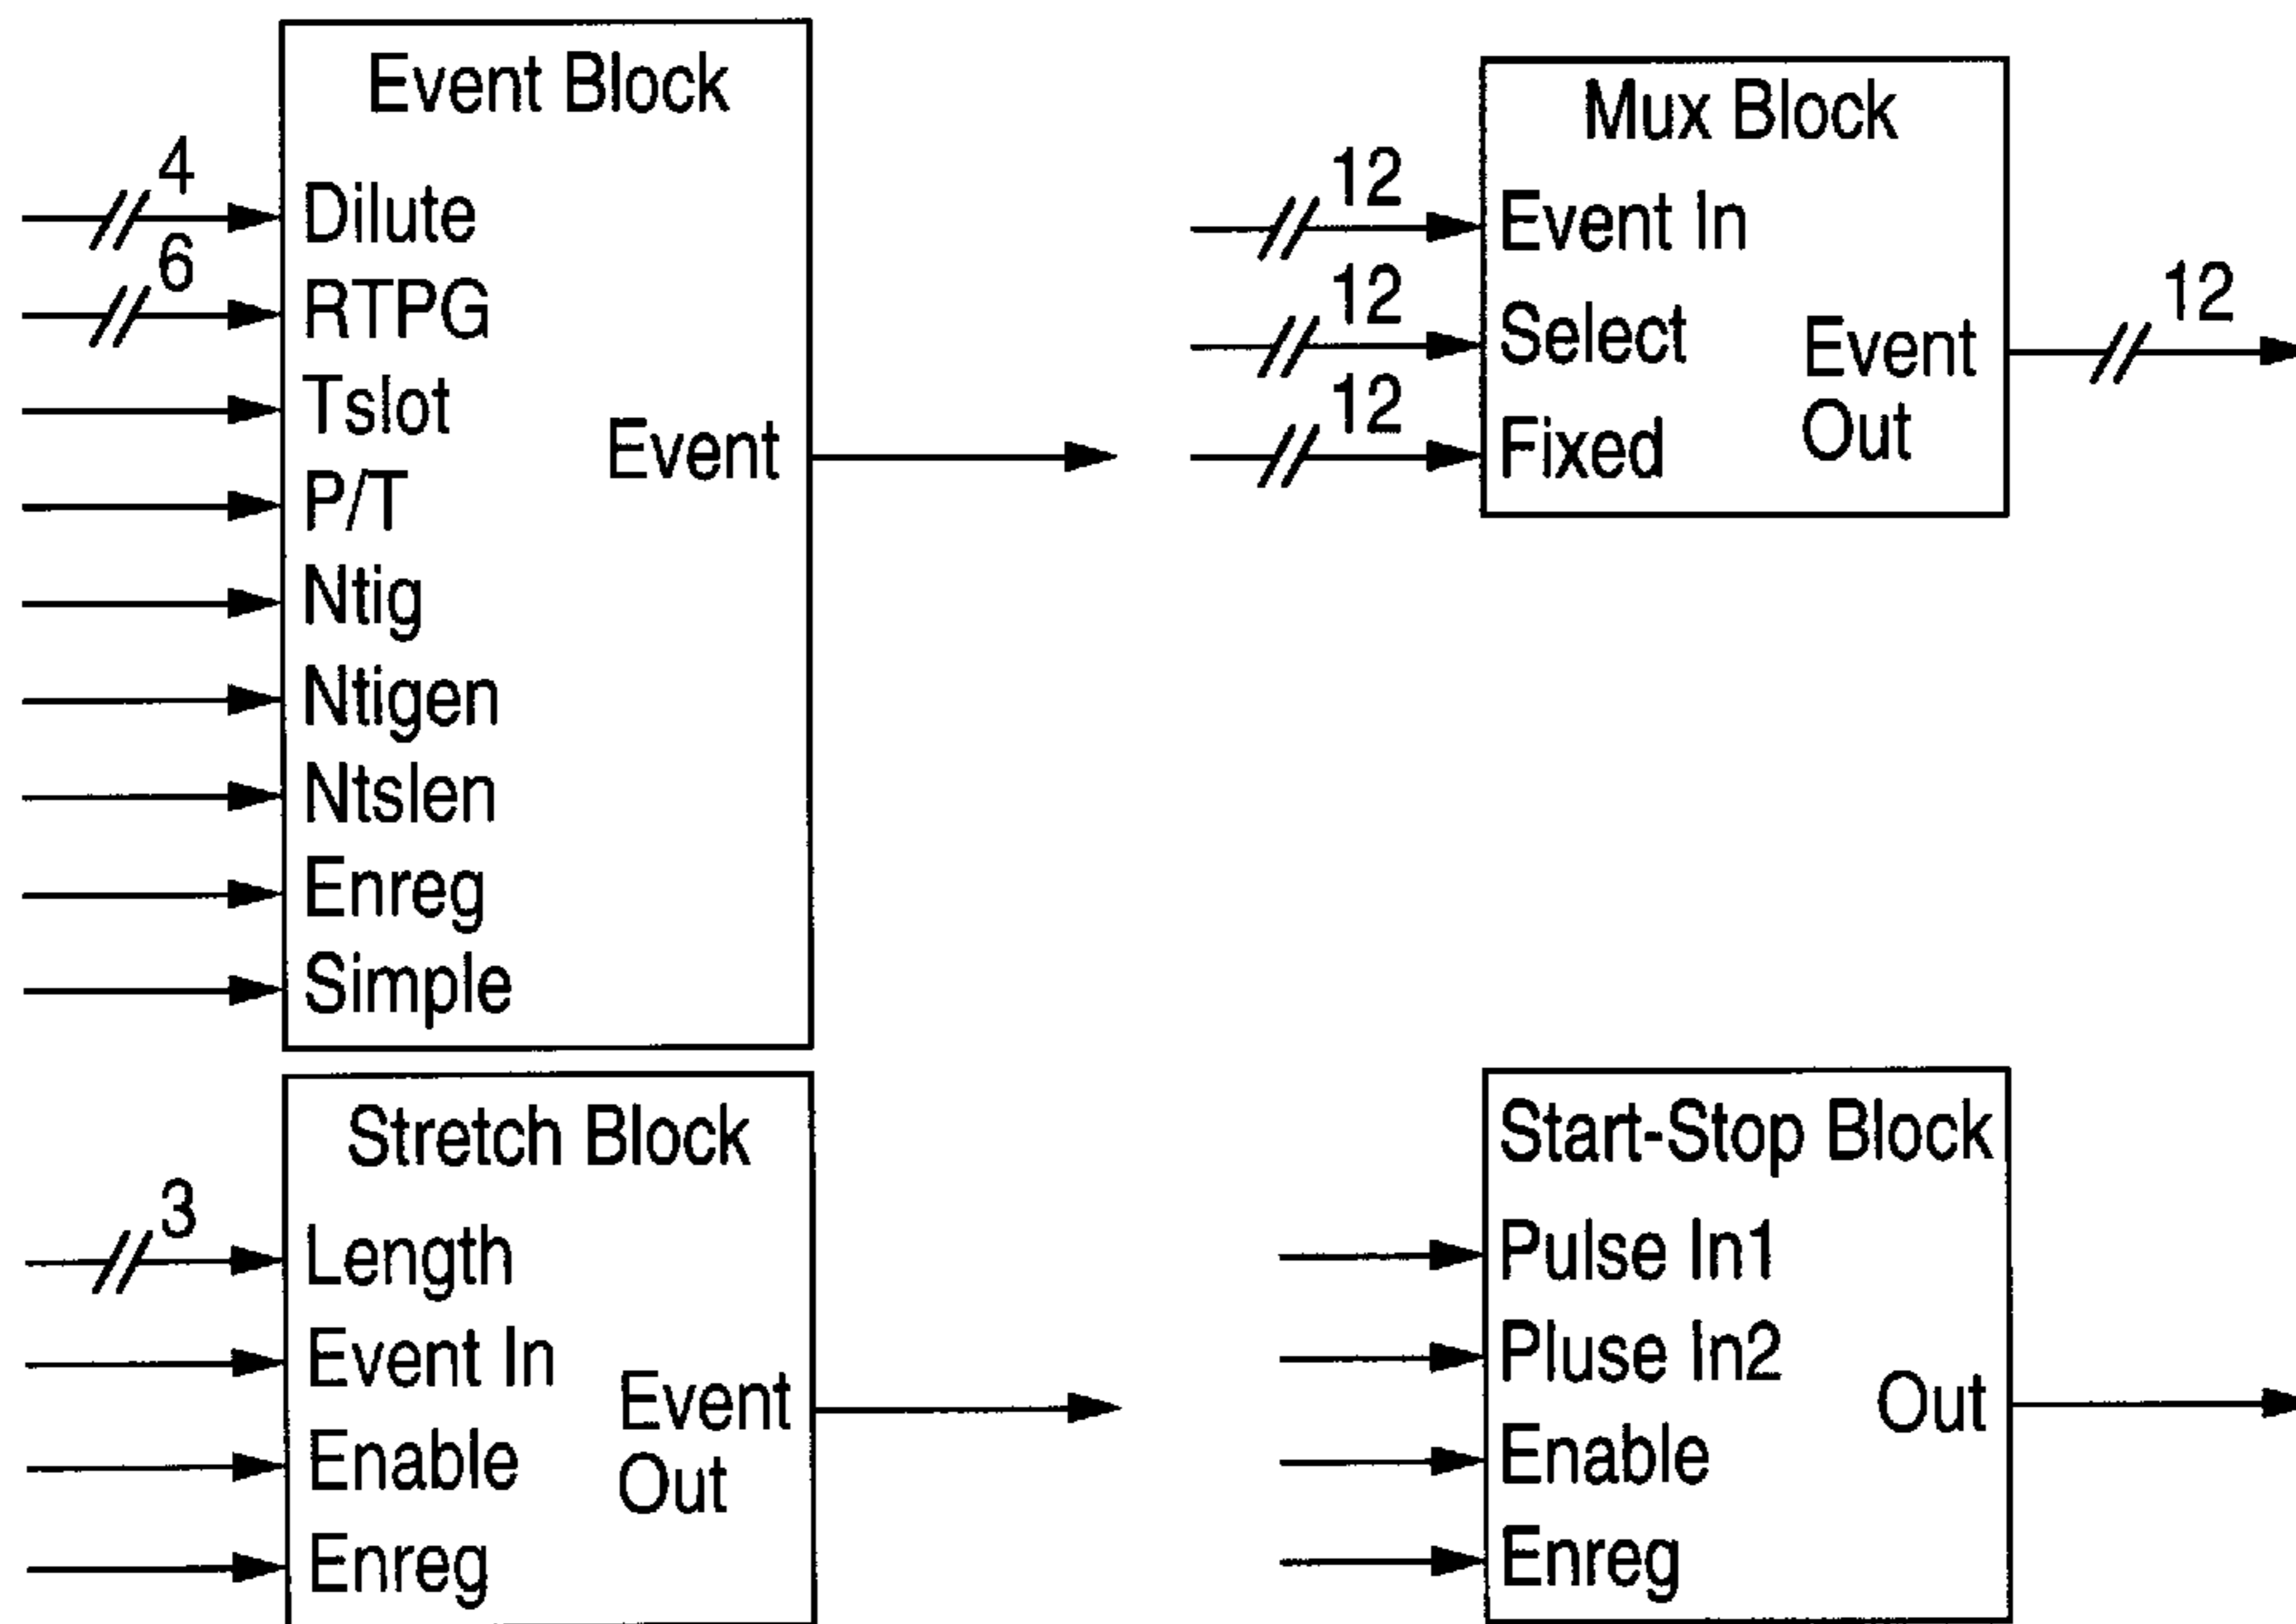 Event Block
4
Dilute
6
RTPG
Tslot
P/T
Event
Ntig
Ntigen
Ntslen
Enreg
Simple
Mux Block
12
Event In
12
Select
12
Fixed
Event
Out
12
Stretch Block
3
Length
Event In
Enable
Enreg
Event
Out
Start-Stop Block
Pulse In1
Pluse In2
Enable
Enreg
Out